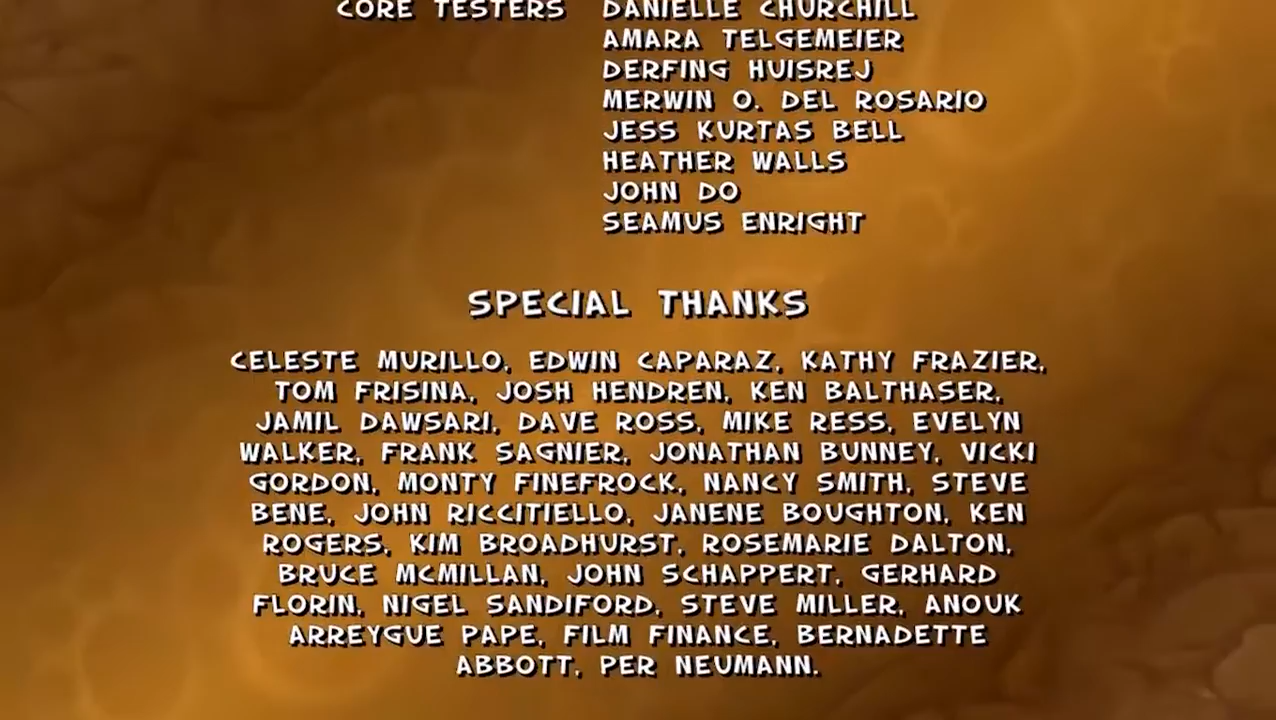 CORE TESTERS DANIELLE CHURCHILL
AMARA TELGEMEIER
DERFING HUISREJ
MERWIN O. DEL ROSARIO
JESS KURTAS BELL
HEATHER WALLS
JOHN DO
SEAMUS ENRIGHT
SPECIAL THANKS
CELESTE MURILLO, EDWIN CAPARAZ, KATHY FRAZIER,
TOM FRISINA, JOSH HENDREN, KEN BALTHASER,
JAMIL DAWSARI, DAVE ROSS, MIKE RESS, EVELYN
WALKER, FRANK SAGNIER, JONATHAN BUNNEY, VICKI
GORDON, MONTY FINEFROCK, NANCY SMITH, STEVE
BENE, JOHN RICCITIELLO, JANENE BOUGHTON, KEN
ROGERS, KIM BROADHURST, ROSEMARIE DALTON,
BRUCE MCMILLAN, JOHN SCHAPPERT, GERHARD
FLORIN, NIGEL SANDIFORD, STEVE MILLER, ANOUK
ARREYGUE PAPE, FILM FINANCE, BERNADETTE
ABBOTT, PER NEUMANN.